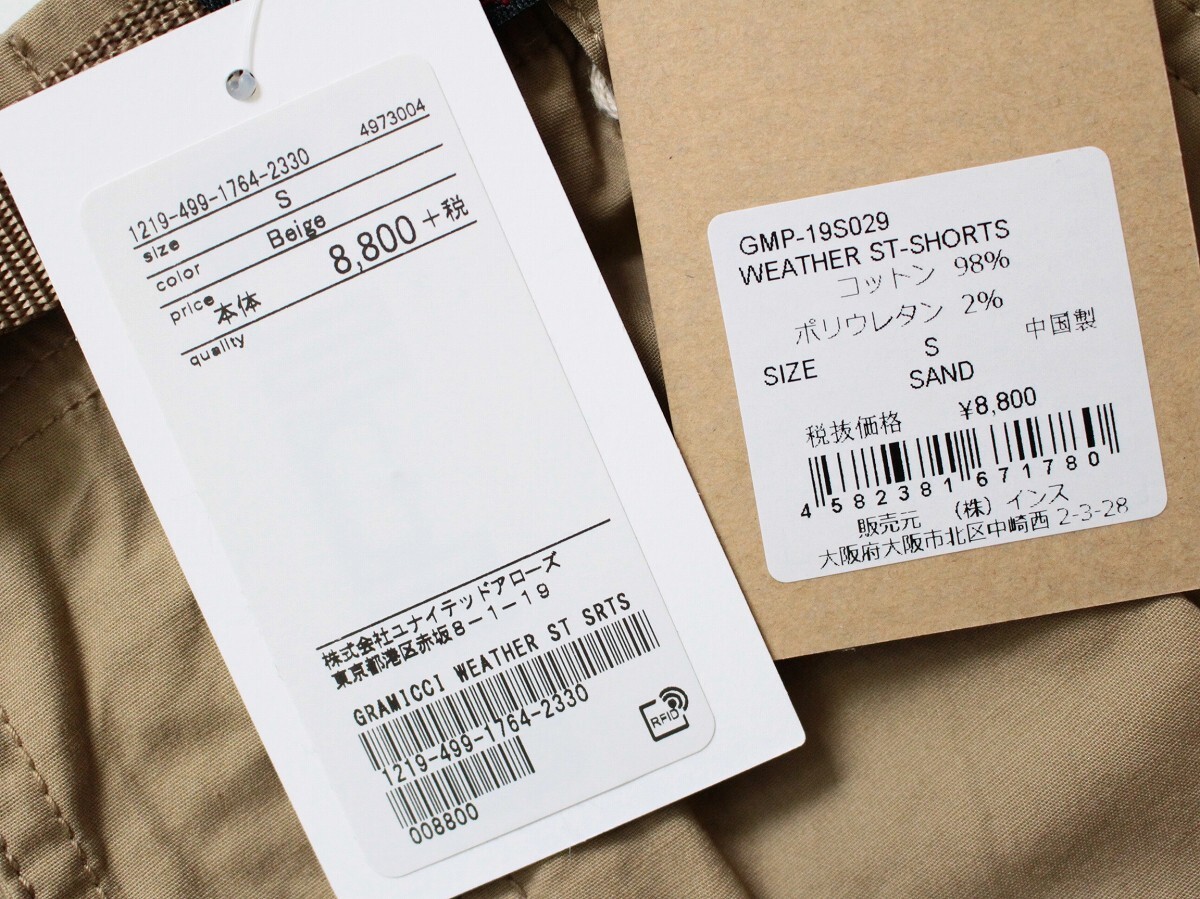 4973004
1219-499-1764-2330
size S
color Beige
price 本体 8,800 +税
quality
株式会社ユナイテッドアローズ
東京都港区赤坂8-1-19
GRAMICCI WEATHER ST SRTS
1219-499-1764-2330
008800
RFID
GMP-19S029
WEATHER ST-SHORTS
コットン 98%
ポリウレタン 2%
中国製
SIZE S
SAND
税抜価格 ¥8,800
4 582381 671780
販売元 (株)インス
大阪府大阪市北区中崎西 2-3-28